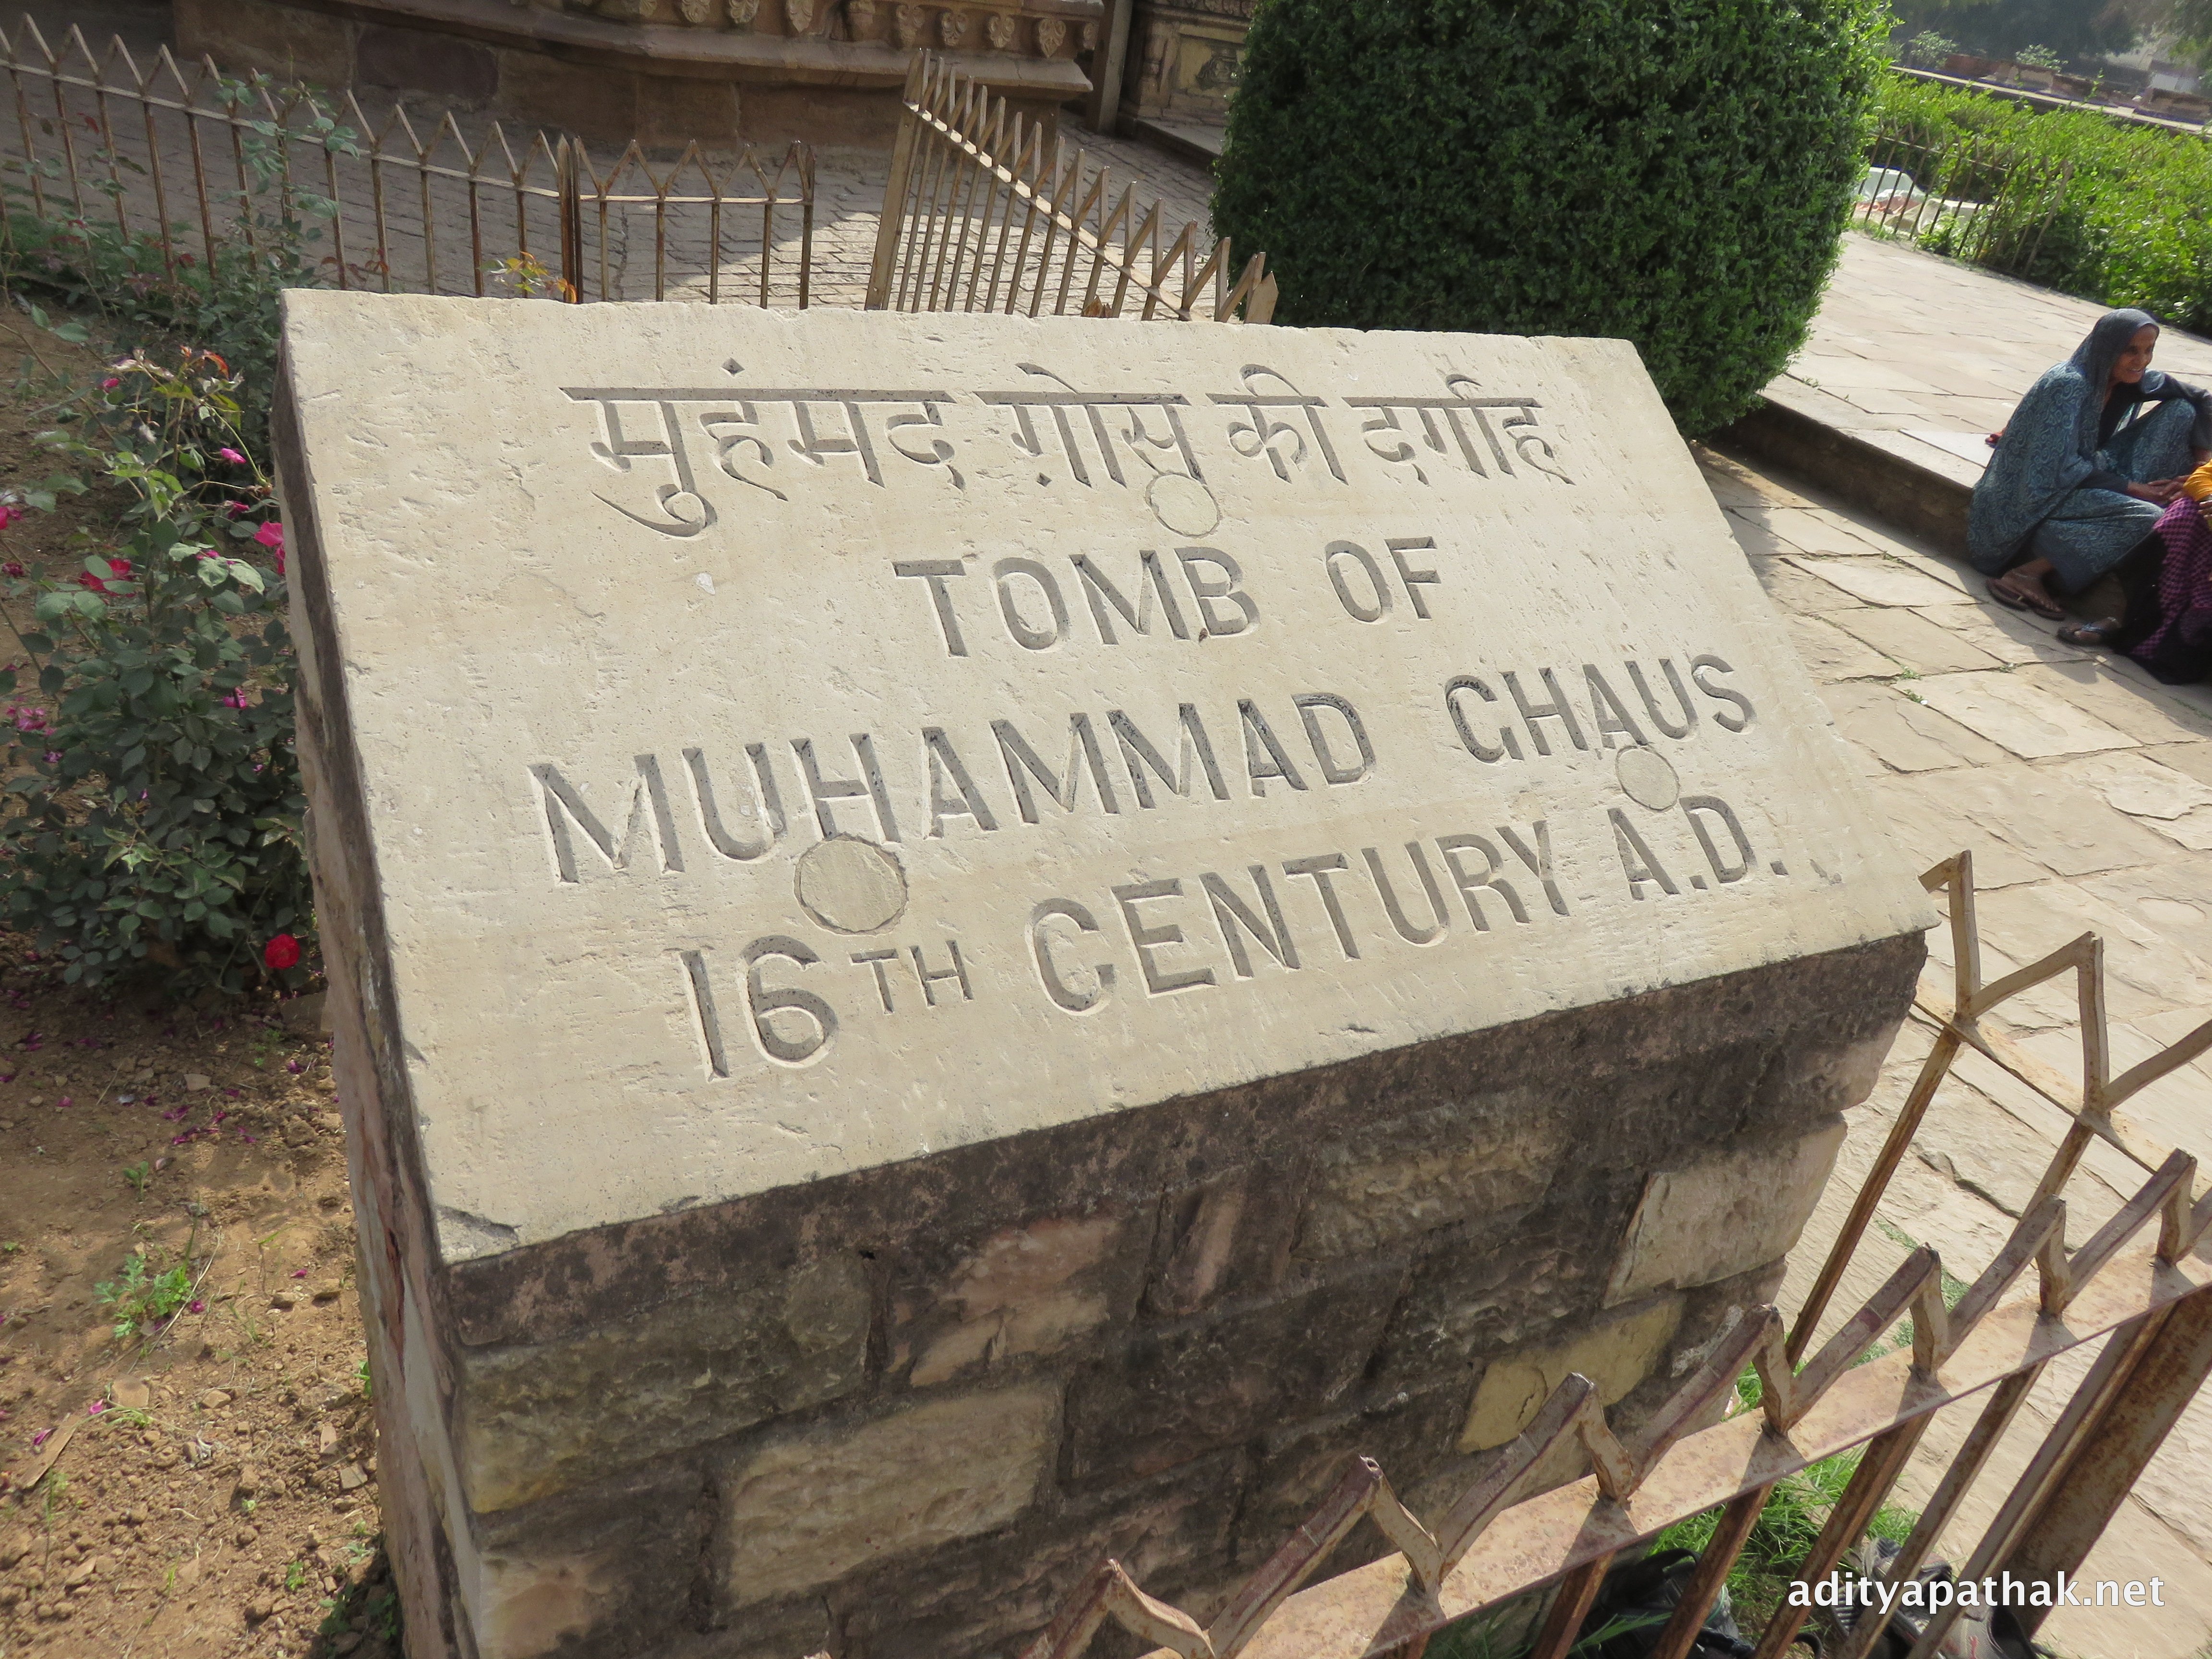 मुहंमद ग़ोस की दर्गाह
TOMB OF
MUHAMMAD GHAUS
16TH CENTURY A.D.
adityapathak.net